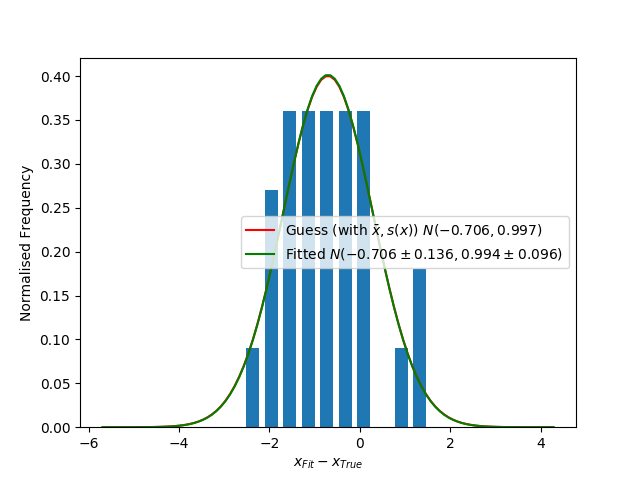 0.40
0.35
0.30
0.25
0.20
0.15
0.10
0.05
0.00
Normalised Frequency
Guess (with x̄, s(x)) N(−0.706, 0.997)
Fitted N(−0.706 ± 0.136, 0.994 ± 0.096)
−6 −4 −2 0 2 4
x_Fit − x_True